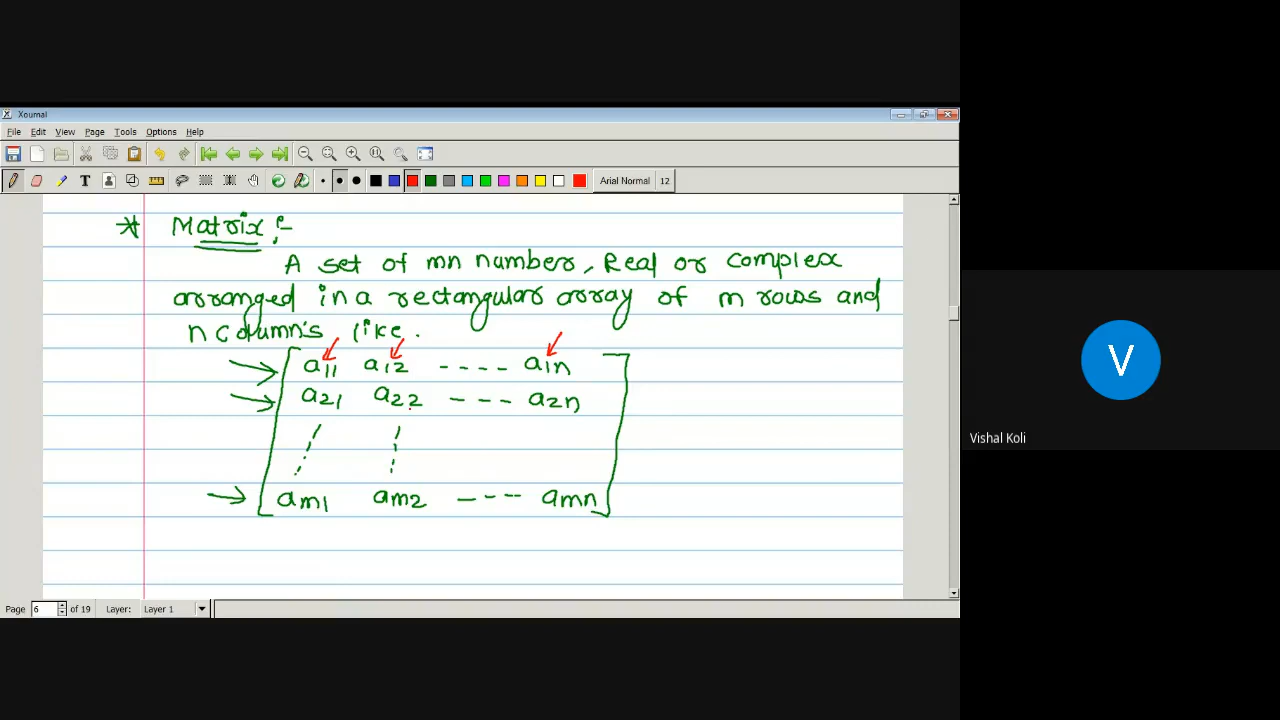 Xournal
File Edit View Page Tools Options Help
T Arial Normal 12
* Matrix :-
A set of mn numbers, Real or complex
arranged in a rectangular array of m rows and
n column's like.
a11 a12 ---- a1n
a21 a22 --- a2n
am1 am2 --- amn
V
Vishal Koli
Page 6 of 19 Layer: Layer 1